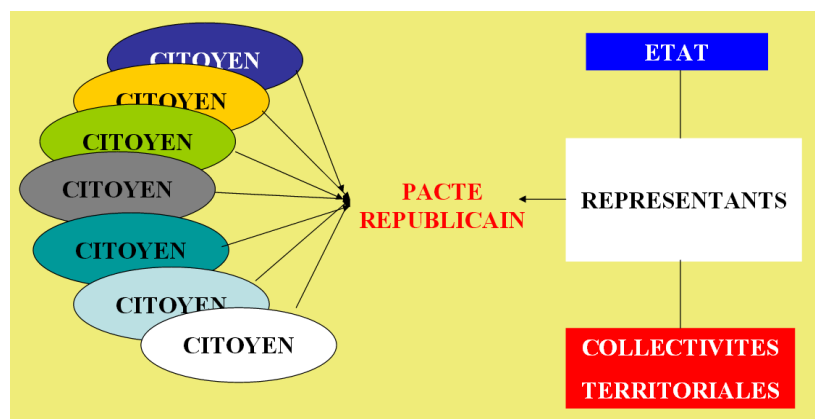 CITOYEN
CITOYEN
CITOYEN
CITOYEN
CITOYEN
CITOYEN
CITOYEN
PACTE
REPUBLICAIN
ETAT
REPRESENTANTS
COLLECTIVITES
TERRITORIALES